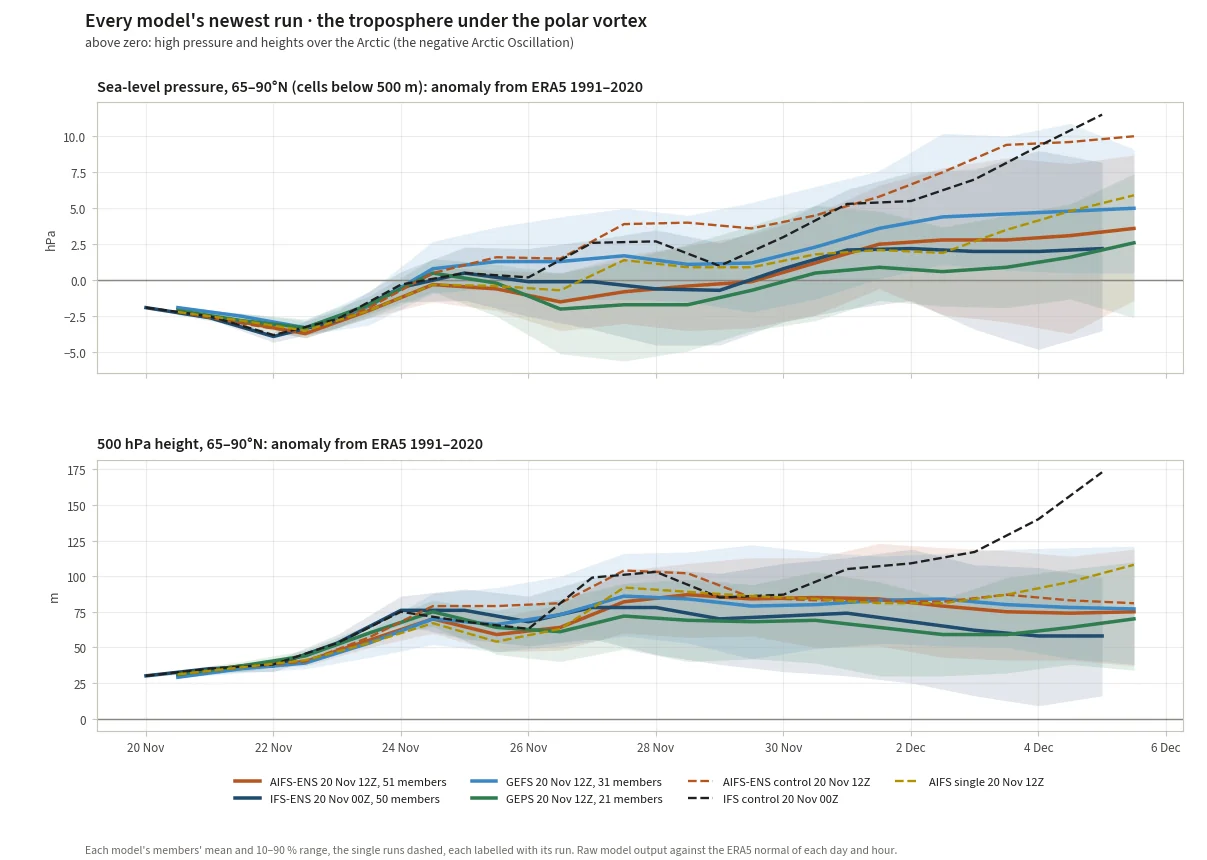 Every model's newest run · the troposphere under the polar vortex
above zero: high pressure and heights over the Arctic (the negative Arctic Oscillation)
Sea-level pressure, 65–90°N (cells below 500 m): anomaly from ERA5 1991–2020
10.0
7.5
5.0
2.5
0.0
−2.5
−5.0
hPa
500 hPa height, 65–90°N: anomaly from ERA5 1991–2020
175
150
125
100
75
50
25
0
m
20 Nov 22 Nov 24 Nov 26 Nov 28 Nov 30 Nov 2 Dec 4 Dec 6 Dec
AIFS-ENS 20 Nov 12Z, 51 members GEFS 20 Nov 12Z, 31 members AIFS-ENS control 20 Nov 12Z AIFS single 20 Nov 12Z
IFS-ENS 20 Nov 00Z, 50 members GEPS 20 Nov 12Z, 21 members IFS control 20 Nov 00Z
Each model's members' mean and 10–90 % range, the single runs dashed, each labelled with its run. Raw model output against the ERA5 normal of each day and hour.